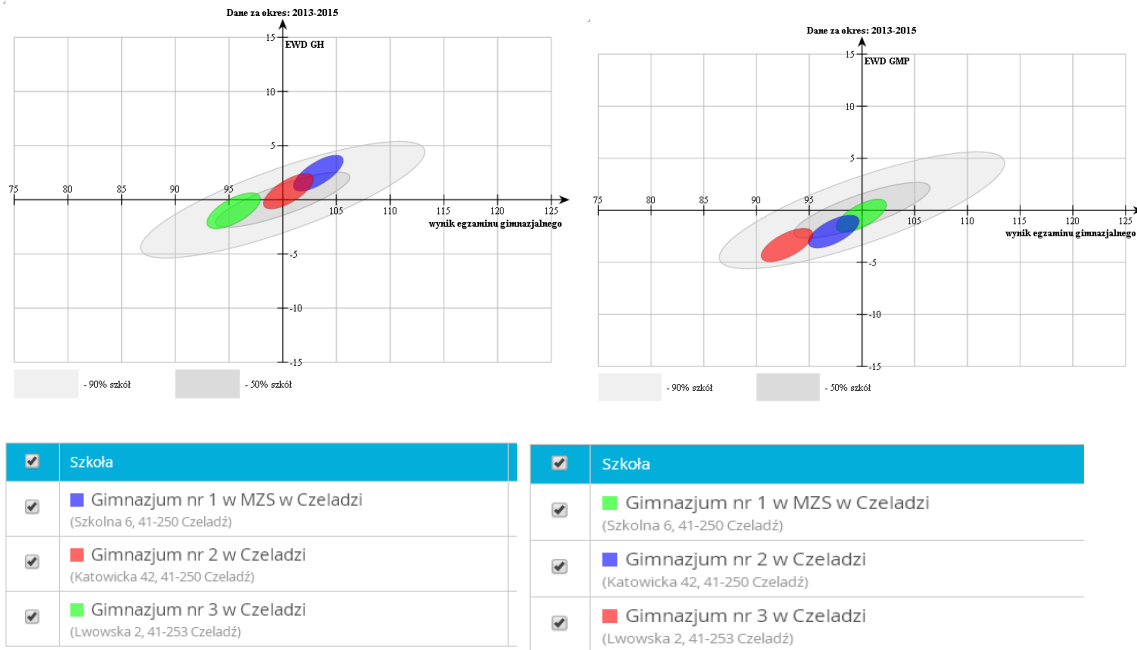 Dane za okres: 2013-2015
EWD GH
15
10
5
-5
-10
-15
75 80 85 90 95 105 110 115 120 125
wynik egzaminu gimnazjalnego
- 90% szkół - 50% szkół
Dane za okres: 2013-2015
EWD GMP
15
10
5
-5
-10
-15
75 80 85 90 95 105 110 115 120 125
wynik egzaminu gimnazjalnego
- 90% szkół - 50% szkół
Szkoła
Gimnazjum nr 1 w MZS w Czeladzi
(Szkolna 6, 41-250 Czeladź)
Gimnazjum nr 2 w Czeladzi
(Katowicka 42, 41-250 Czeladź)
Gimnazjum nr 3 w Czeladzi
(Lwowska 2, 41-253 Czeladź)
Szkoła
Gimnazjum nr 1 w MZS w Czeladzi
(Szkolna 6, 41-250 Czeladź)
Gimnazjum nr 2 w Czeladzi
(Katowicka 42, 41-250 Czeladź)
Gimnazjum nr 3 w Czeladzi
(Lwowska 2, 41-253 Czeladź)